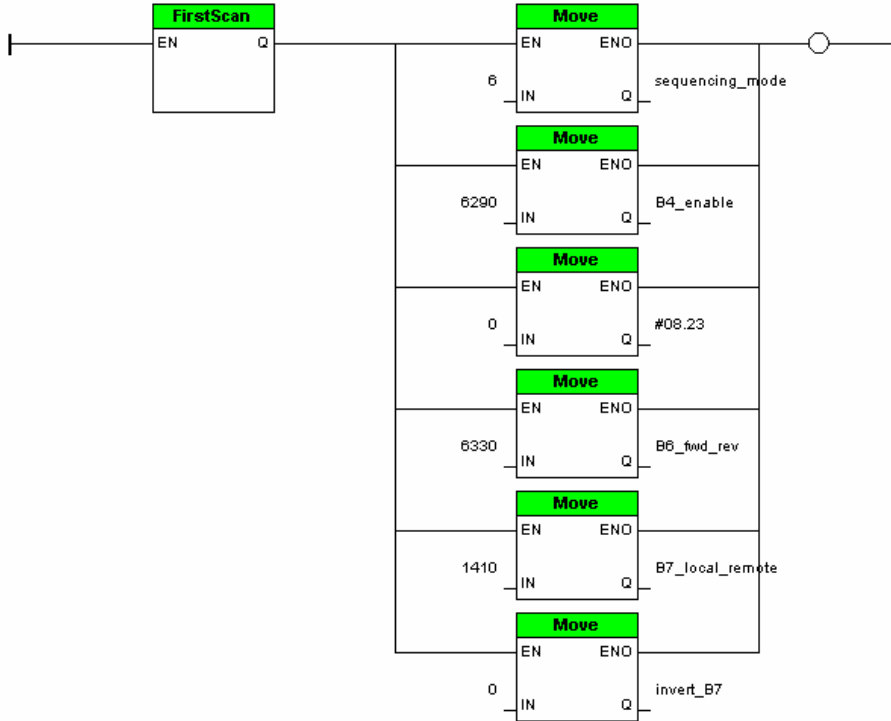 FirstScan Move
EN Q EN ENO
6 IN Q sequencing_mode
Move
EN ENO
6290 IN Q B4_enable
Move
EN ENO
0 IN Q #08.23
Move
EN ENO
6330 IN Q B6_fwd_rev
Move
EN ENO
1410 IN Q B7_local_remote
Move
EN ENO
0 IN Q invert_B7